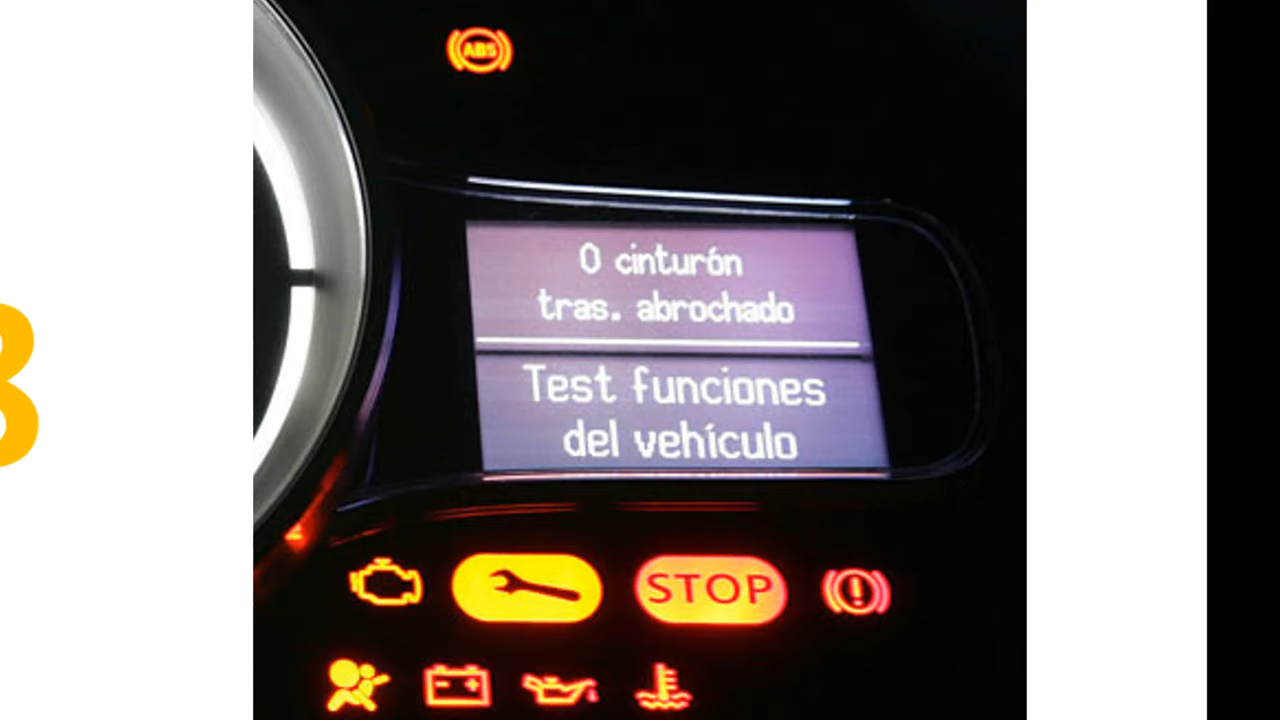 ABS
0 cinturón
tras. abrochado
Test funciones
del vehículo
STOP